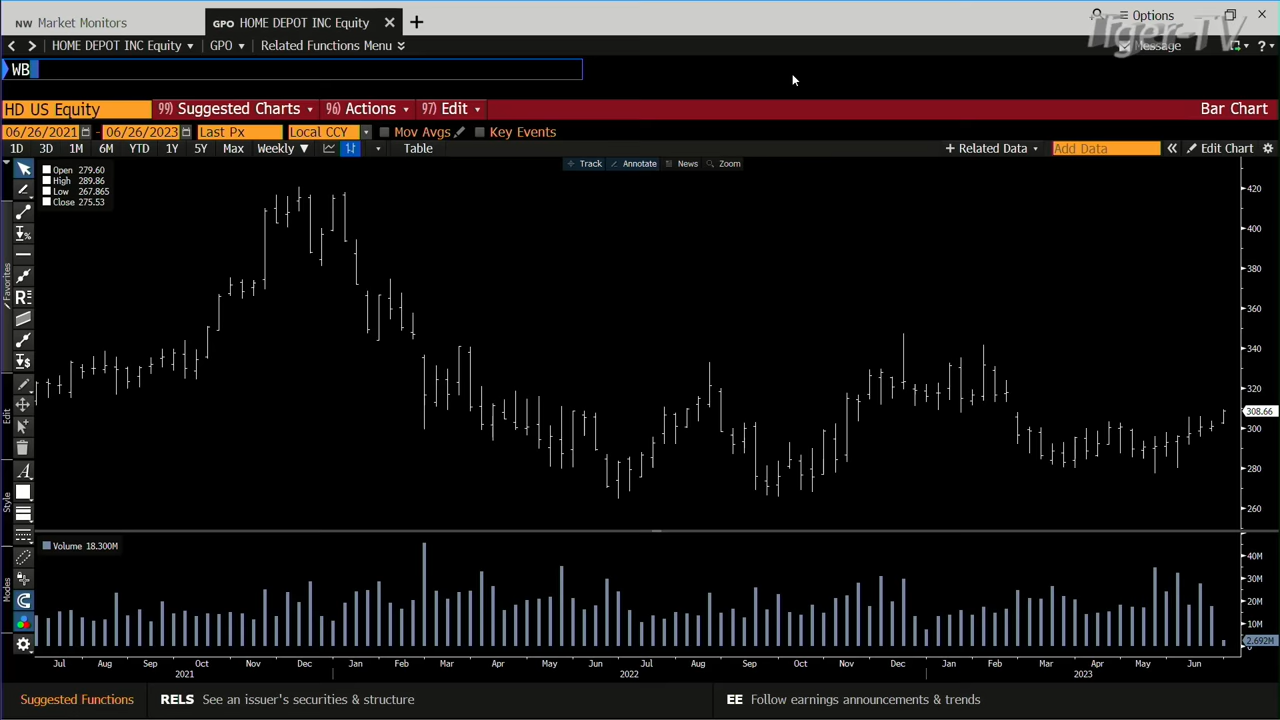 NW Market Monitors GPO HOME DEPOT INC Equity Options
HOME DEPOT INC Equity GPO Related Functions Menu Message
Tiger-TV
WB
HD US Equity 99) Suggested Charts 96) Actions 97) Edit Bar Chart
06/26/2021 - 06/26/2023 Last Px Local CCY Mov Avgs Key Events
1D 3D 1M 6M YTD 1Y 5Y Max Weekly Table + Related Data Add Data Edit Chart
Track Annotate News Zoom
Open 279.60
High 289.86
Low 267.865
Close 275.53
Favorites
Edit
Style
Modes
420
400
380
360
340
320
308.66
300
280
260
Volume 18.300M
40M
30M
20M
10M
2.692M
0
Jul Aug Sep Oct Nov Dec Jan Feb Mar Apr May Jun Jul Aug Sep Oct Nov Dec Jan Feb Mar Apr May Jun
2021 2022 2023
Suggested Functions RELS See an issuer's securities & structure EE Follow earnings announcements & trends